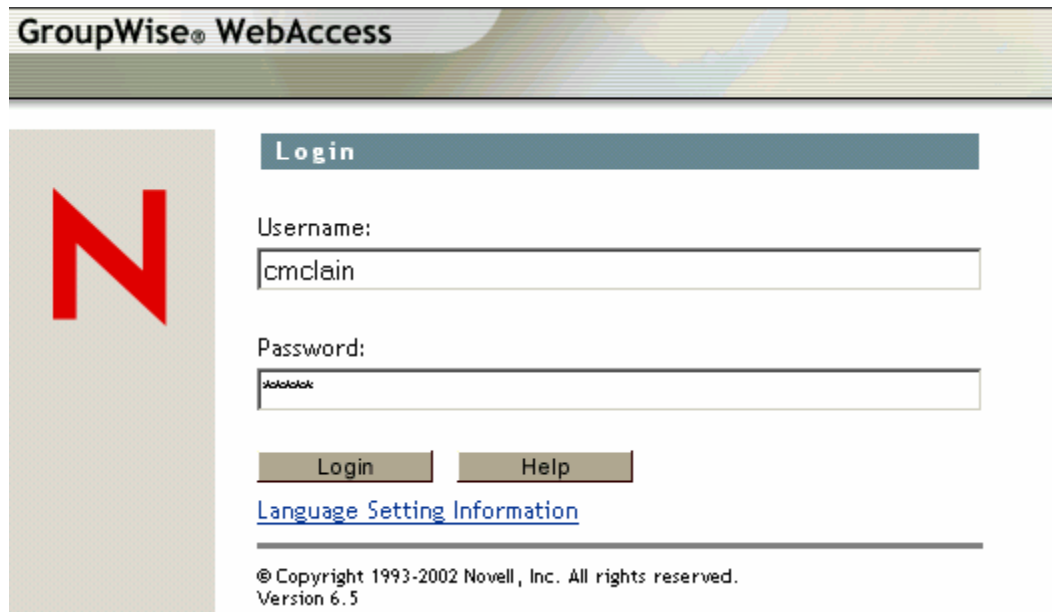 GroupWise® WebAccess
Login
Username:
cmclain
Password:
*****
Login Help
Language Setting Information
© Copyright 1993-2002 Novell, Inc. All rights reserved.
Version 6.5